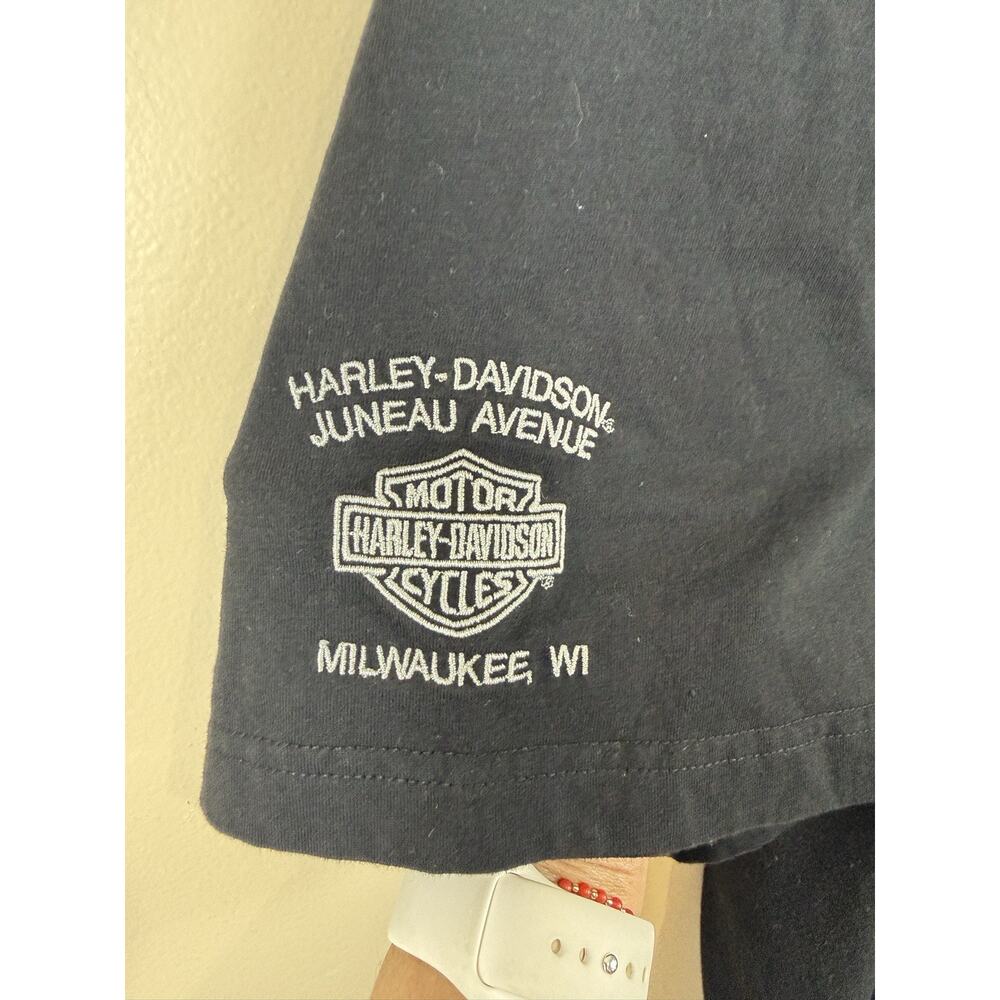 HARLEY-DAVIDSON®
JUNEAU AVENUE
MOTOR
HARLEY-DAVIDSON
CYCLES®
MILWAUKEE, WI